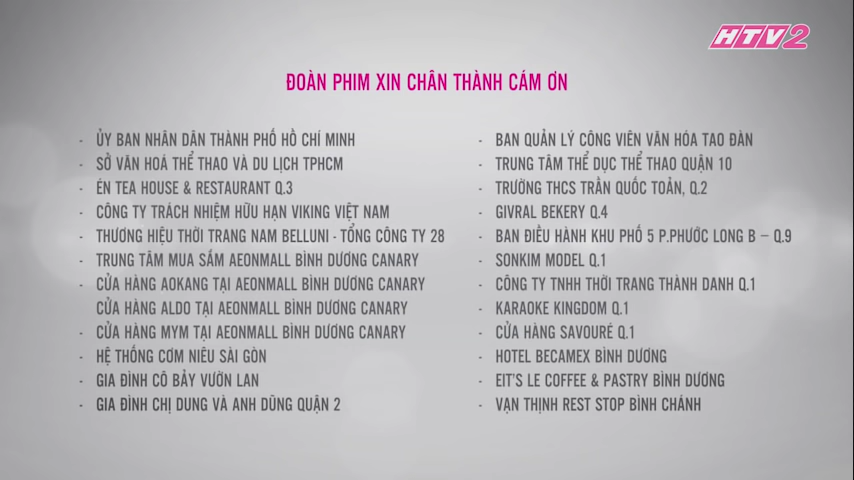 HTV2
ĐOÀN PHIM XIN CHÂN THÀNH CÁM ƠN
- ỦY BAN NHÂN DÂN THÀNH PHỐ HỒ CHÍ MINH
- SỞ VĂN HOÁ THỂ THAO VÀ DU LỊCH TPHCM
- ÉN TEA HOUSE & RESTAURANT Q.3
- CÔNG TY TRÁCH NHIỆM HỮU HẠN VIKING VIỆT NAM
- THƯƠNG HIỆU THỜI TRANG NAM BELLUNI - TỔNG CÔNG TY 28
- TRUNG TÂM MUA SẮM AEONMALL BÌNH DƯƠNG CANARY
- CỬA HÀNG AOKANG TẠI AEONMALL BÌNH DƯƠNG CANARY
CỬA HÀNG ALDO TẠI AEONMALL BÌNH DƯƠNG CANARY
- CỬA HÀNG MYM TẠI AEONMALL BÌNH DƯƠNG CANARY
- HỆ THỐNG CƠM NIÊU SÀI GÒN
- GIA ĐÌNH CÔ BẢY VƯỜN LAN
- GIA ĐÌNH CHỊ DUNG VÀ ANH DŨNG QUẬN 2
- BAN QUẢN LÝ CÔNG VIÊN VĂN HÓA TAO ĐÀN
- TRUNG TÂM THỂ DỤC THỂ THAO QUẬN 10
- TRƯỜNG THCS TRẦN QUỐC TOẢN, Q.2
- GIVRAL BEKERY Q.4
- BAN ĐIỀU HÀNH KHU PHỐ 5 P.PHƯỚC LONG B – Q.9
- SONKIM MODEL Q.1
- CÔNG TY TNHH THỜI TRANG THÀNH DANH Q.1
- KARAOKE KINGDOM Q.1
- CỬA HÀNG SAVOURÉ Q.1
- HOTEL BECAMEX BÌNH DƯƠNG
- EIT'S LE COFFEE & PASTRY BÌNH DƯƠNG
- VẠN THỊNH REST STOP BÌNH CHÁNH